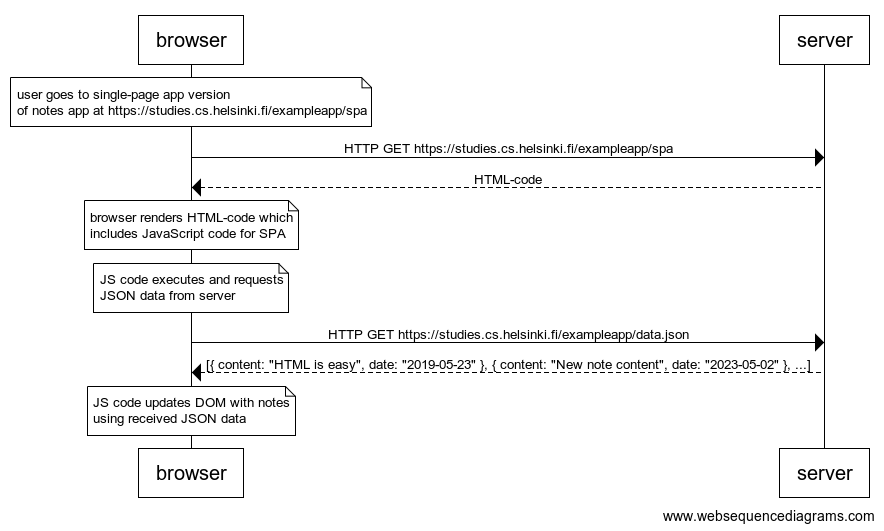 browser
server
user goes to single-page app version
of notes app at https://studies.cs.helsinki.fi/exampleapp/spa
HTTP GET https://studies.cs.helsinki.fi/exampleapp/spa
HTML-code
browser renders HTML-code which
includes JavaScript code for SPA
JS code executes and requests
JSON data from server
HTTP GET https://studies.cs.helsinki.fi/exampleapp/data.json
[{ content: "HTML is easy", date: "2019-05-23" }, { content: "New note content", date: "2023-05-02" }, ...]
JS code updates DOM with notes
using received JSON data
browser
server
www.websequencediagrams.com